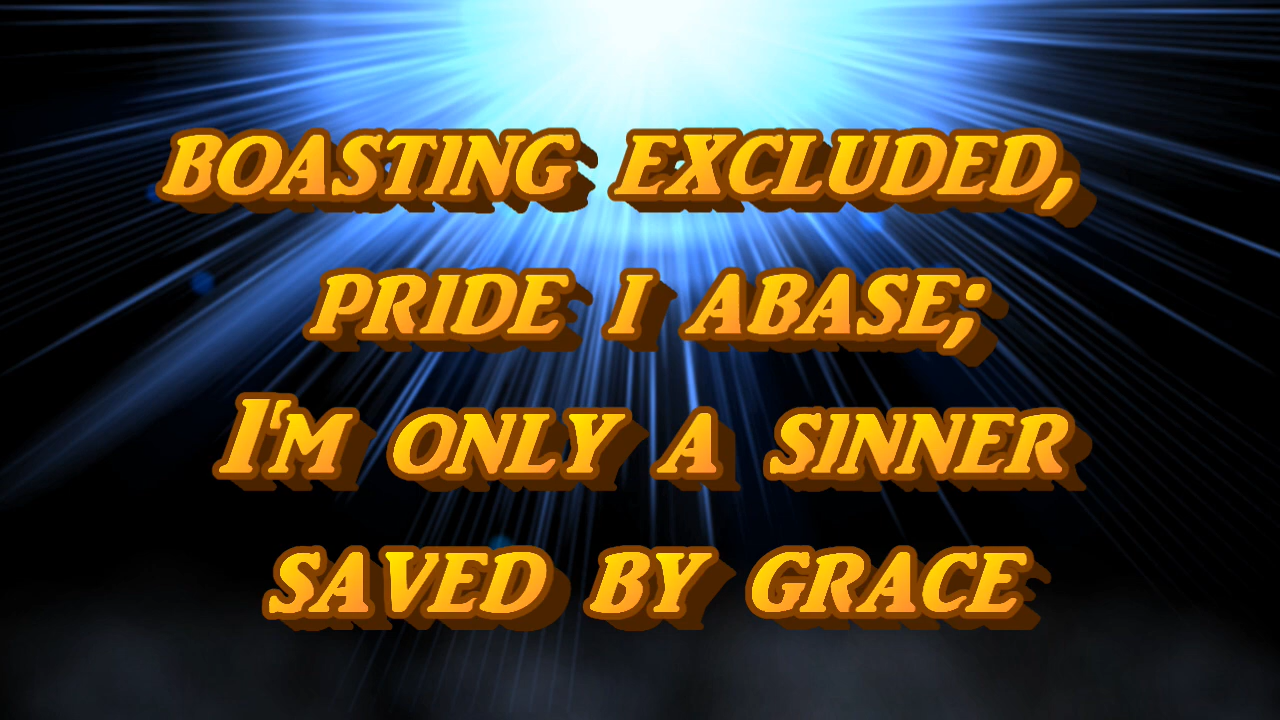 BOASTING EXCLUDED,
PRIDE I ABASE;
I'M ONLY A SINNER
SAVED BY GRACE